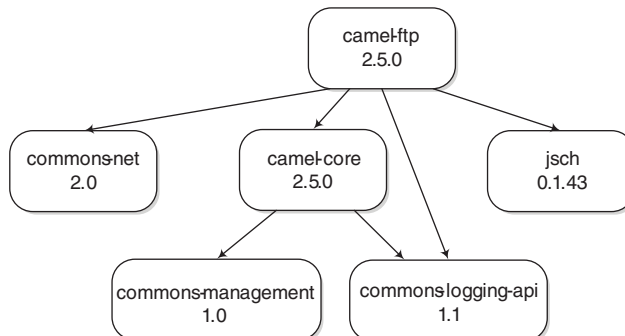 camel-ftp
2.5.0
commons-net
2.0
camel-core
2.5.0
jsch
0.1.43
commons-management
1.0
commons-logging-api
1.1